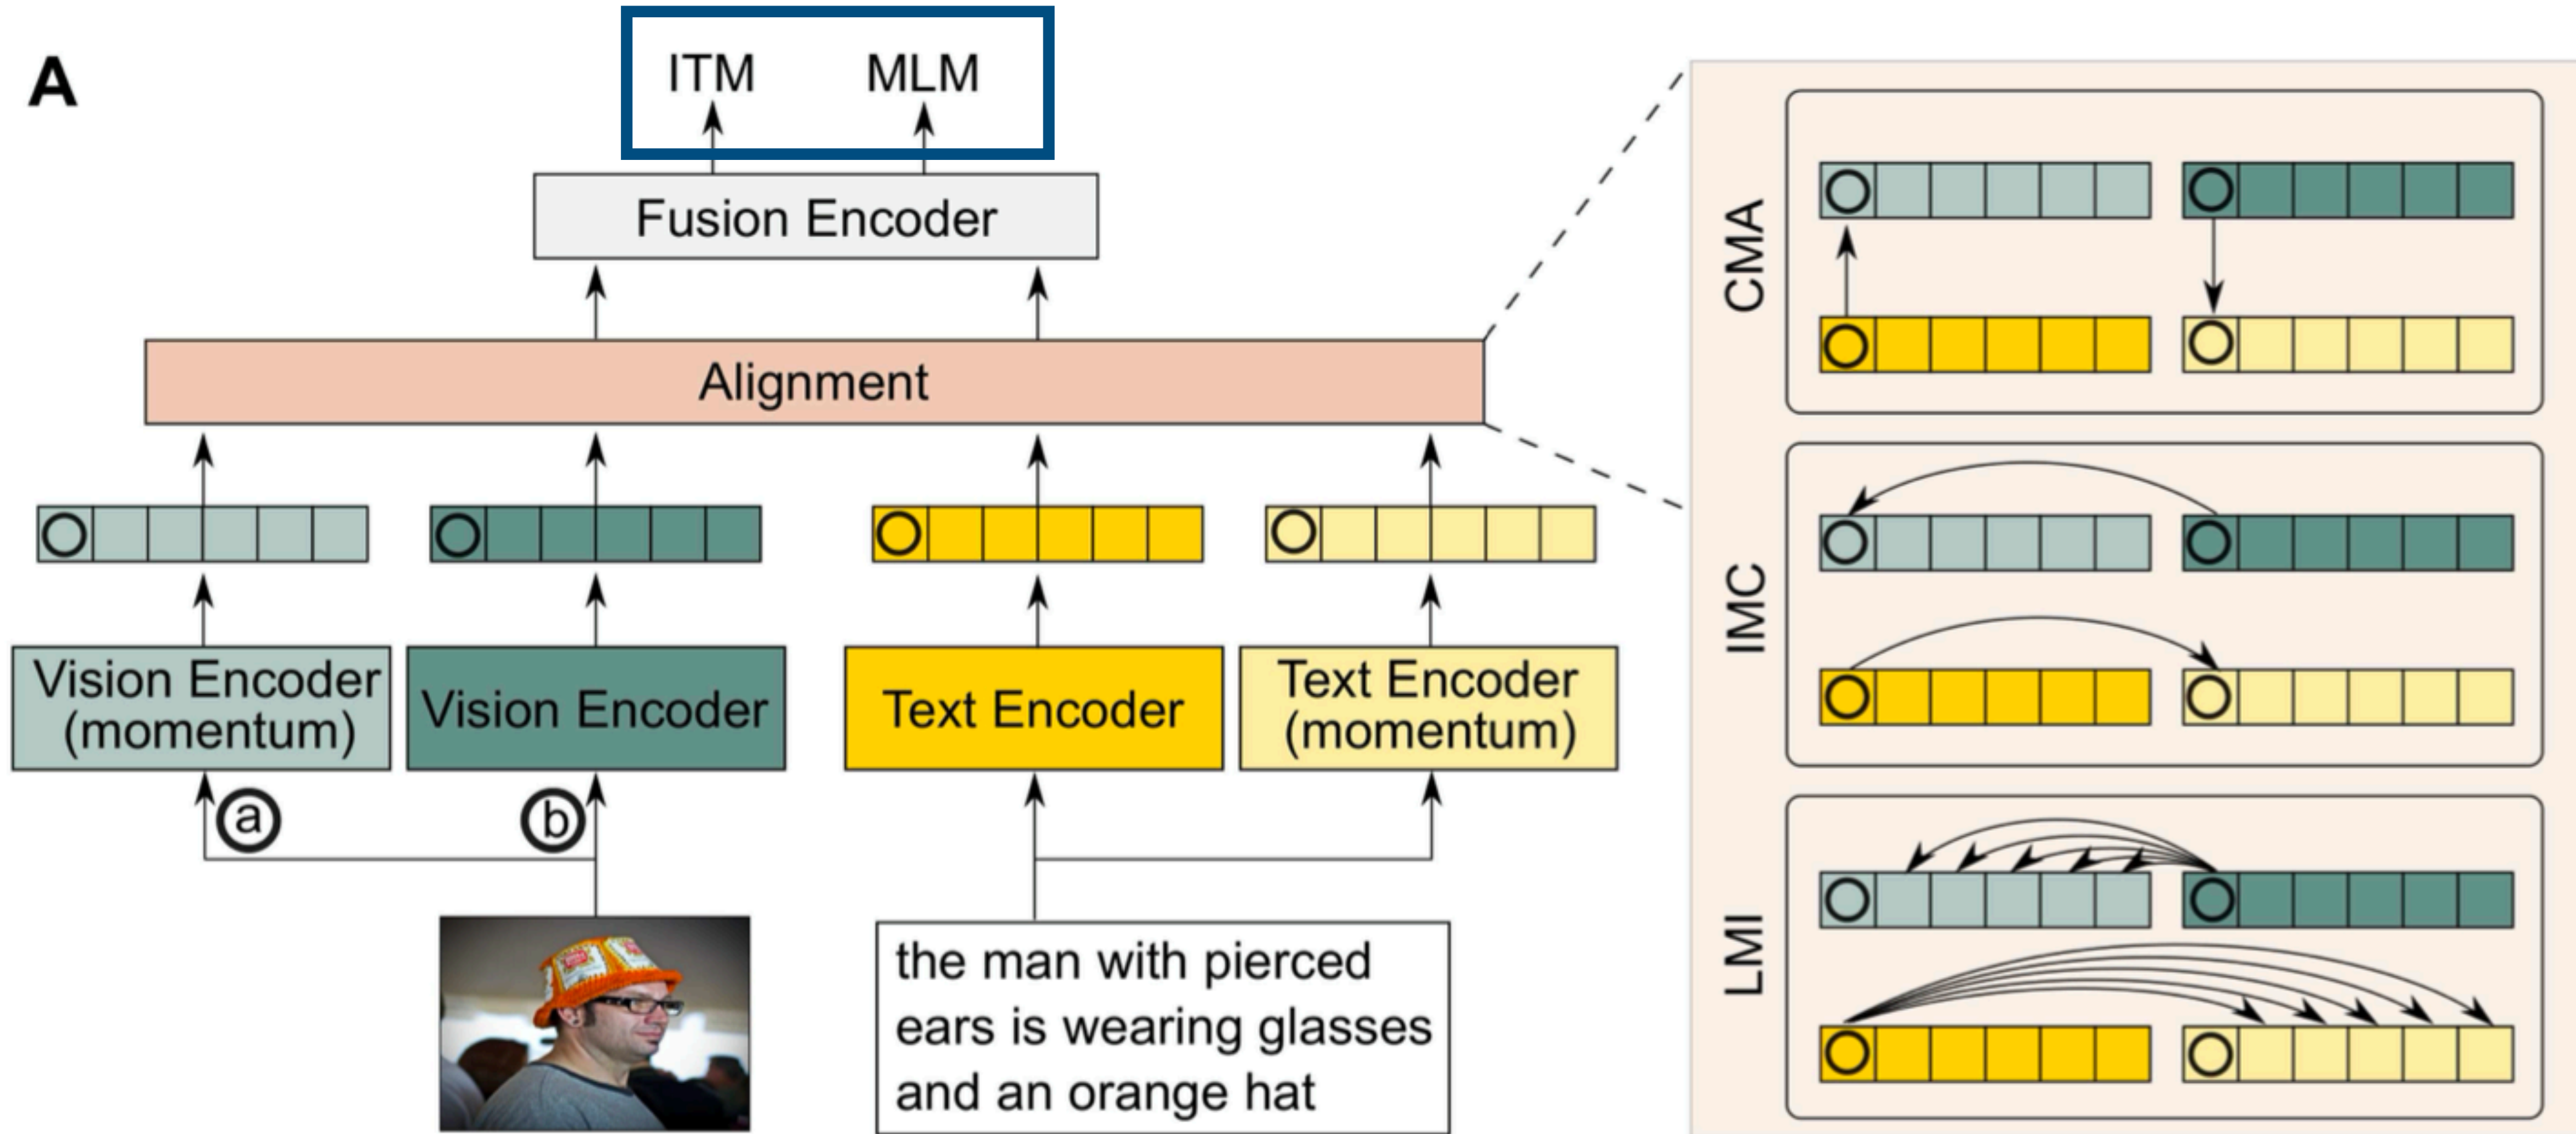 A
ITM
MLM
Fusion Encoder
Alignment
Vision Encoder
(momentum)
Vision Encoder
Text Encoder
Text Encoder
(momentum)
a
b
the man with pierced
ears is wearing glasses
and an orange hat
CMA
IMC
LMI